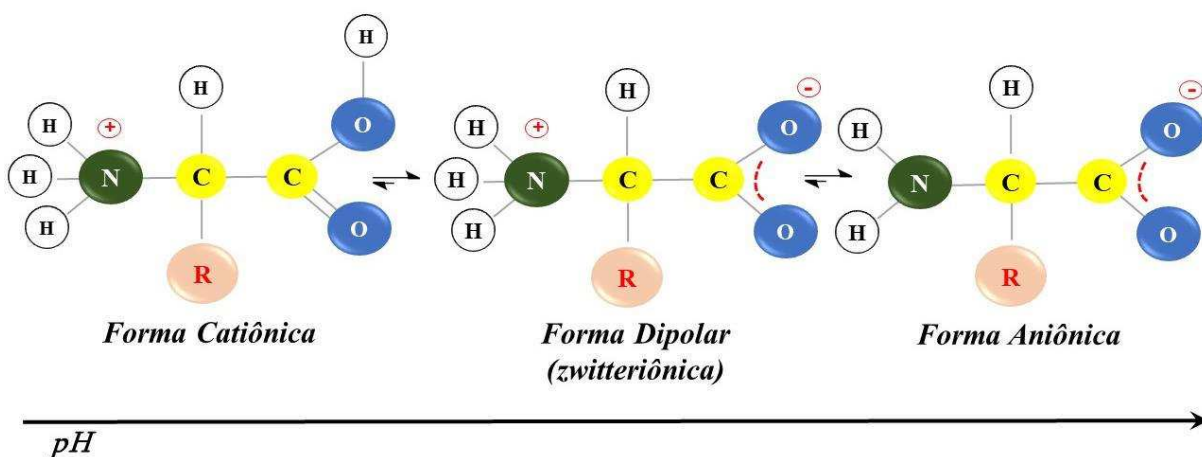 H H H
H + H - H -
H N C C O H N C C O H N C C O
H O H O H O
R R R
Forma Catiônica Forma Dipolar Forma Aniônica
(zwitteriônica)
pH